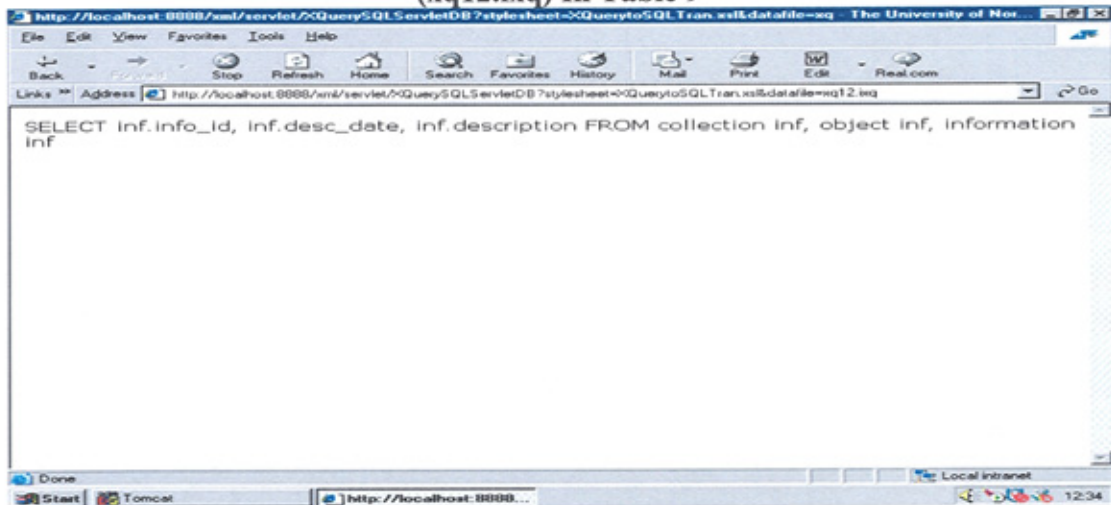 http://localhost:8888/xml/servlet/XQuerySQLServletDB?stylesheet=XQuerytoSQLTran.xsl&datafile=xq - The University of Nor...
File Edit View Favorites Tools Help
Back Stop Refresh Home Search Favorites History Mail Print Edit Real.com
Links » Address http://localhost:8888/xml/servlet/XQuerySQLServletDB?stylesheet=XQuerytoSQLTran.xsl&datafile=xq12.ixq Go
SELECT inf.info_id, inf.desc_date, inf.description FROM collection inf, object inf, information
inf
Done Local intranet
Start Tomcat http://localhost:8888... 12:34